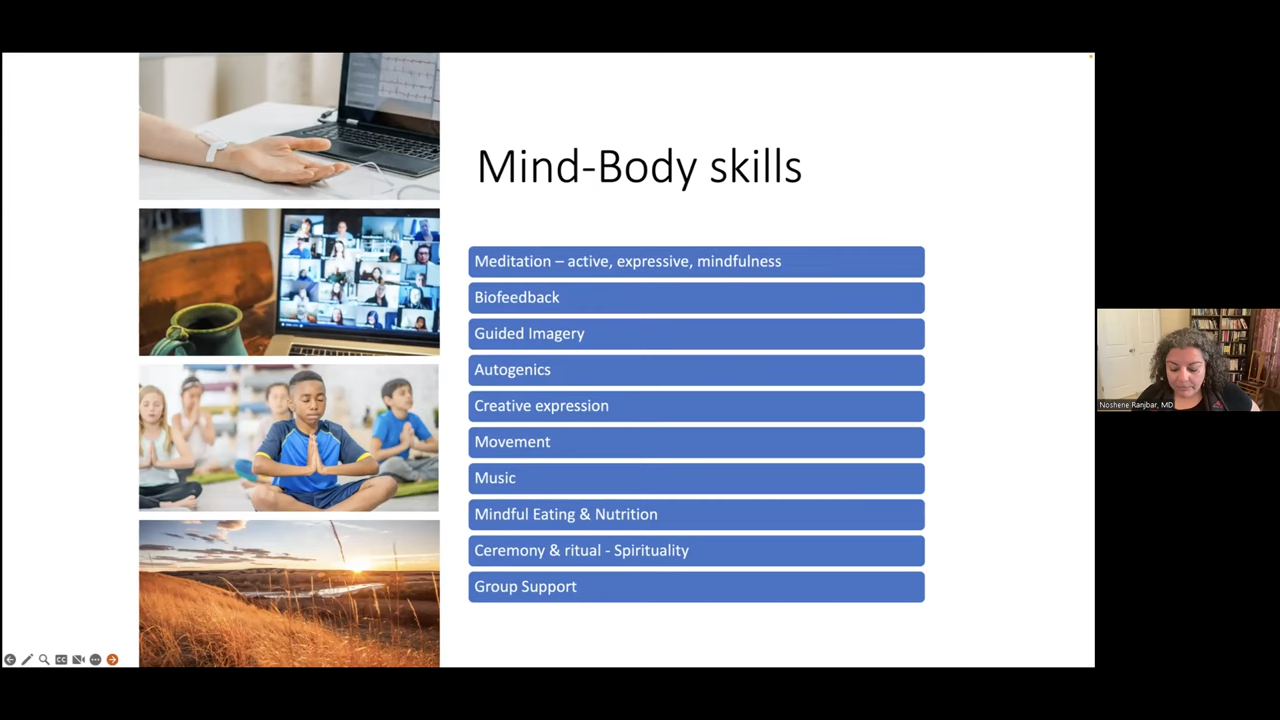 Mind-Body skills
Meditation – active, expressive, mindfulness
Biofeedback
Guided Imagery
Autogenics
Creative expression
Movement
Music
Mindful Eating & Nutrition
Ceremony & ritual - Spirituality
Group Support
Noshene Ranjbar, MD
CC